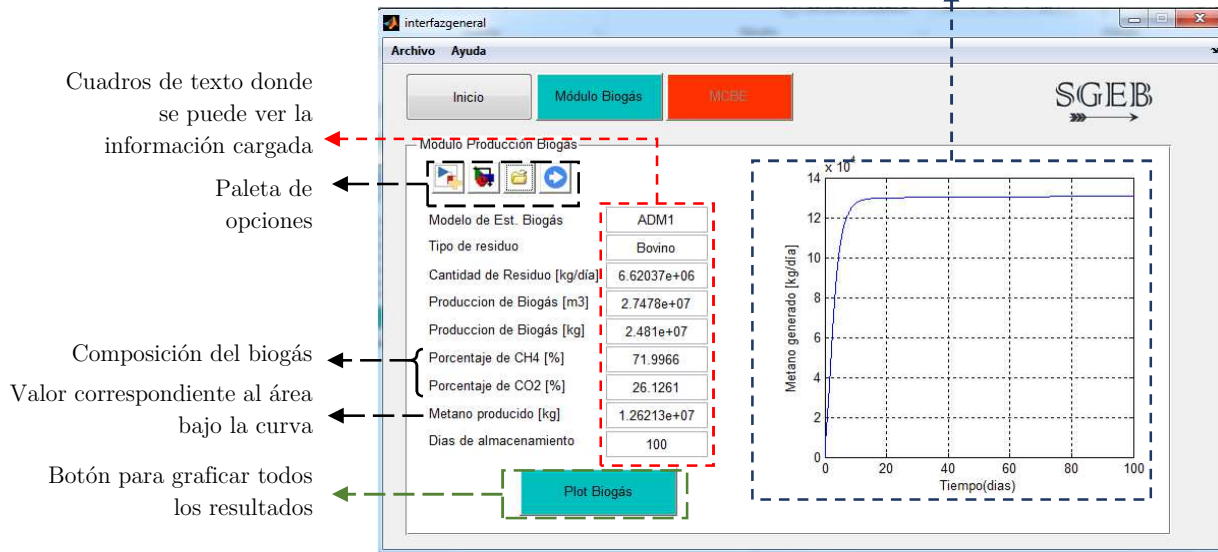 interfazgeneral
Archivo Ayuda
Inicio
Módulo Biogás
MCBE
SGEB
Cuadros de texto donde
se puede ver la
información cargada
Paleta de
opciones
Composición del biogás
Valor correspondiente al área
bajo la curva
Botón para graficar todos
los resultados
Módulo Producción Biogás
Modelo de Est. Biogás ADM1
Tipo de residuo Bovino
Cantidad de Residuo [kg/día] 6.62037e+06
Produccion de Biogás [m3] 2.7478e+07
Produccion de Biogás [kg] 2.481e+07
Porcentaje de CH4 [%] 71.9966
Porcentaje de CO2 [%] 26.1261
Metano producido [kg] 1.26213e+07
Dias de almacenamiento 100
Plot Biogás
x 10^4
14
12
10
8
6
4
2
0
Metano generado [kg/día]
0 20 40 60 80 100
Tiempo(dias)